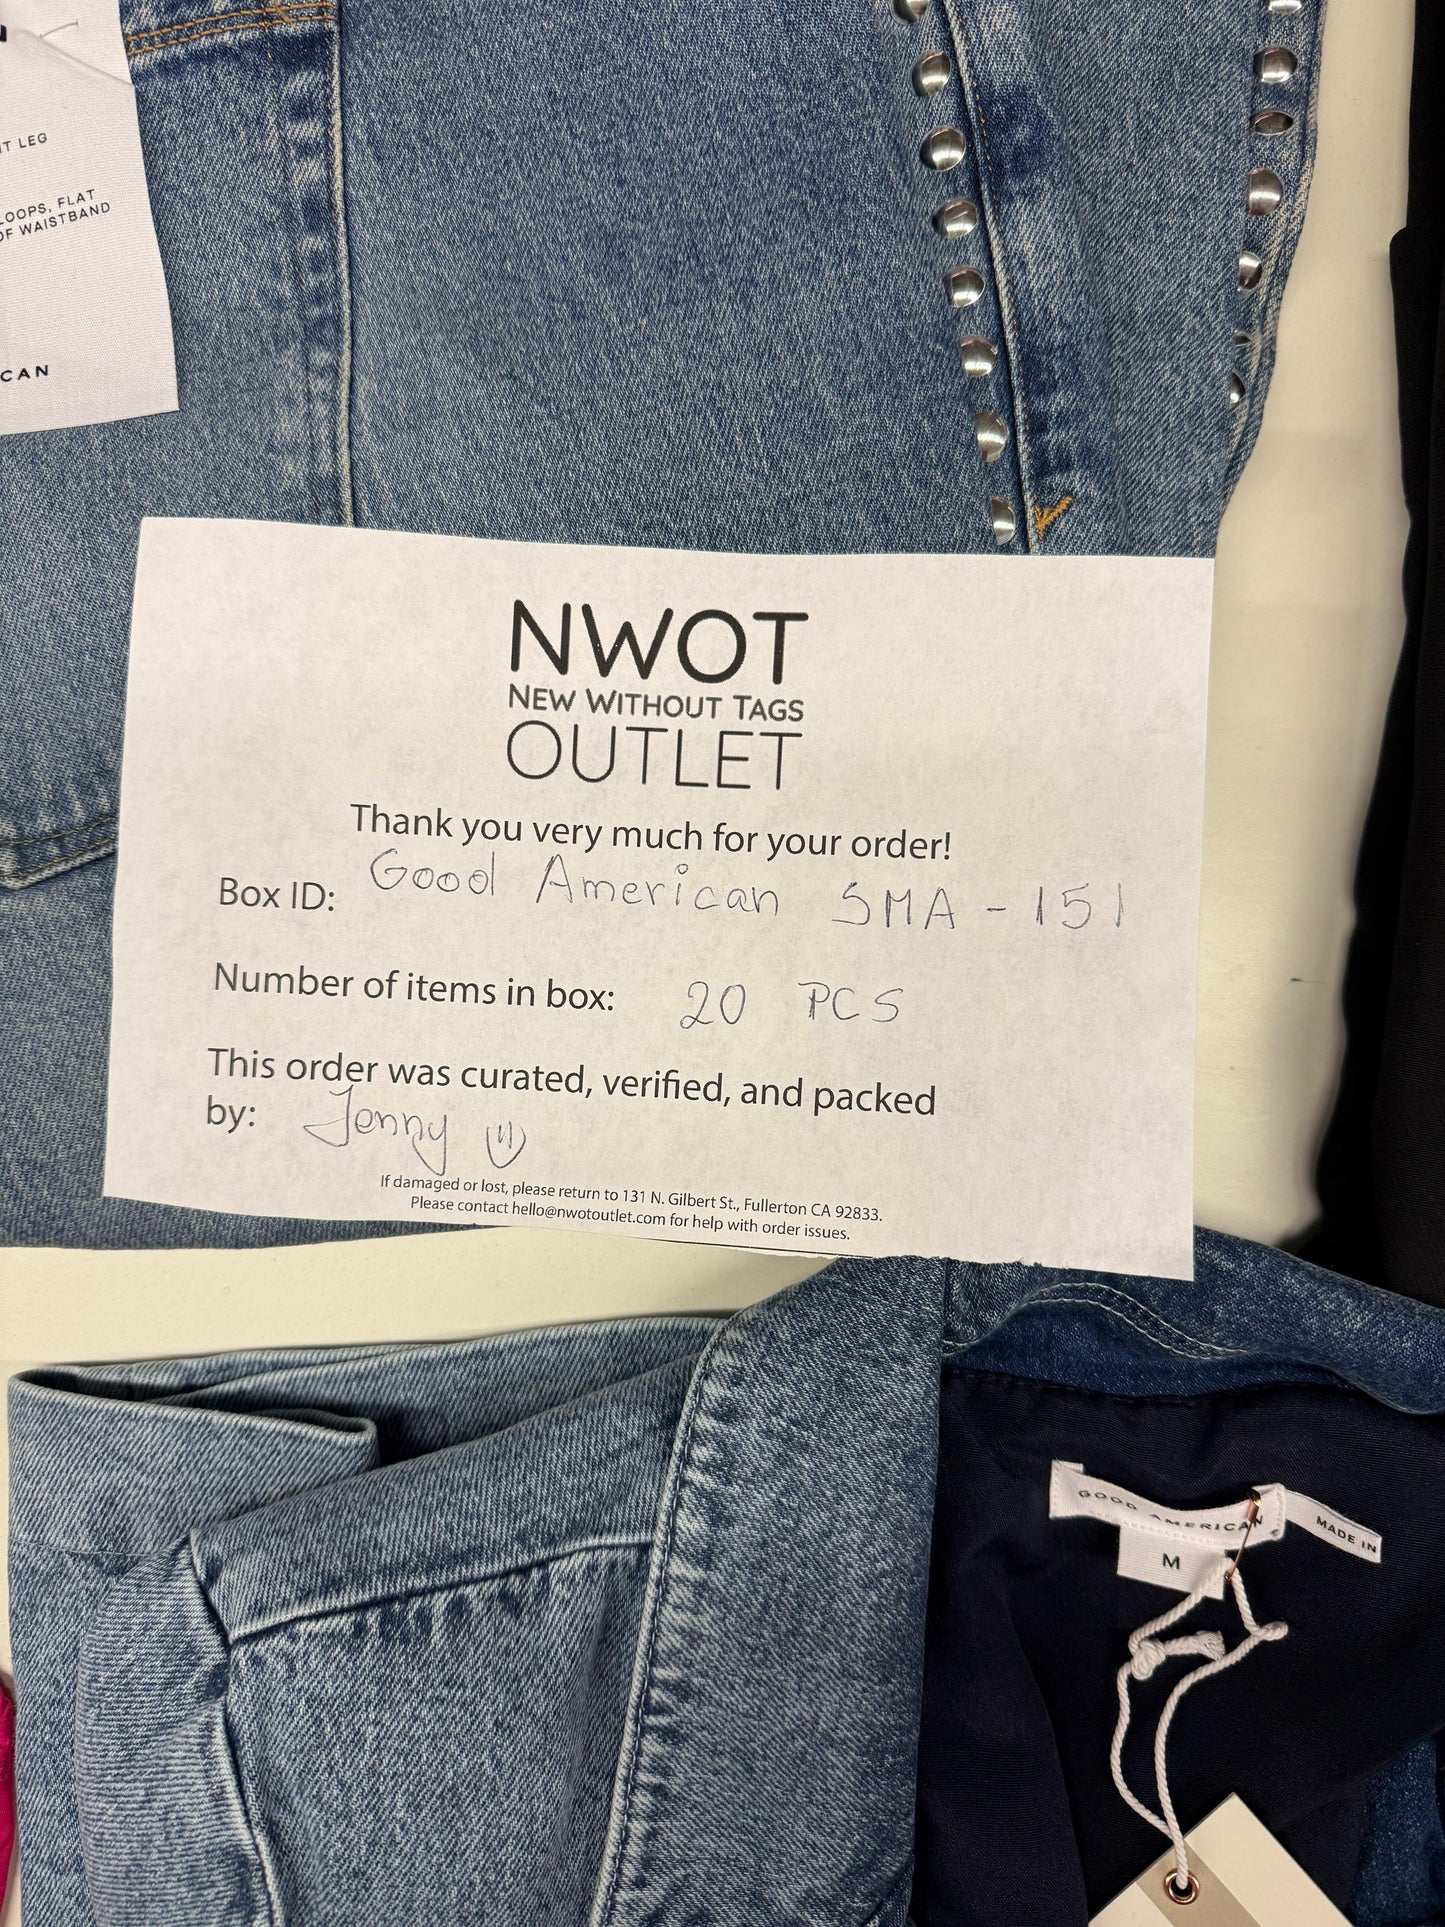 IT LEG
LOOPS, FLAT
OF WAISTBAND
CAN
NWOT
NEW WITHOUT TAGS
OUTLET
Thank you very much for your order!
Box ID: Good American SMA - 151
Number of items in box: 20 PCS
This order was curated, verified, and packed
by: Jenny
If damaged or lost, please return to 131 N. Gilbert St., Fullerton CA 92833.
Please contact hello@nwotoutlet.com for help with order issues.
GOOD AMERICAN
MADE IN
M